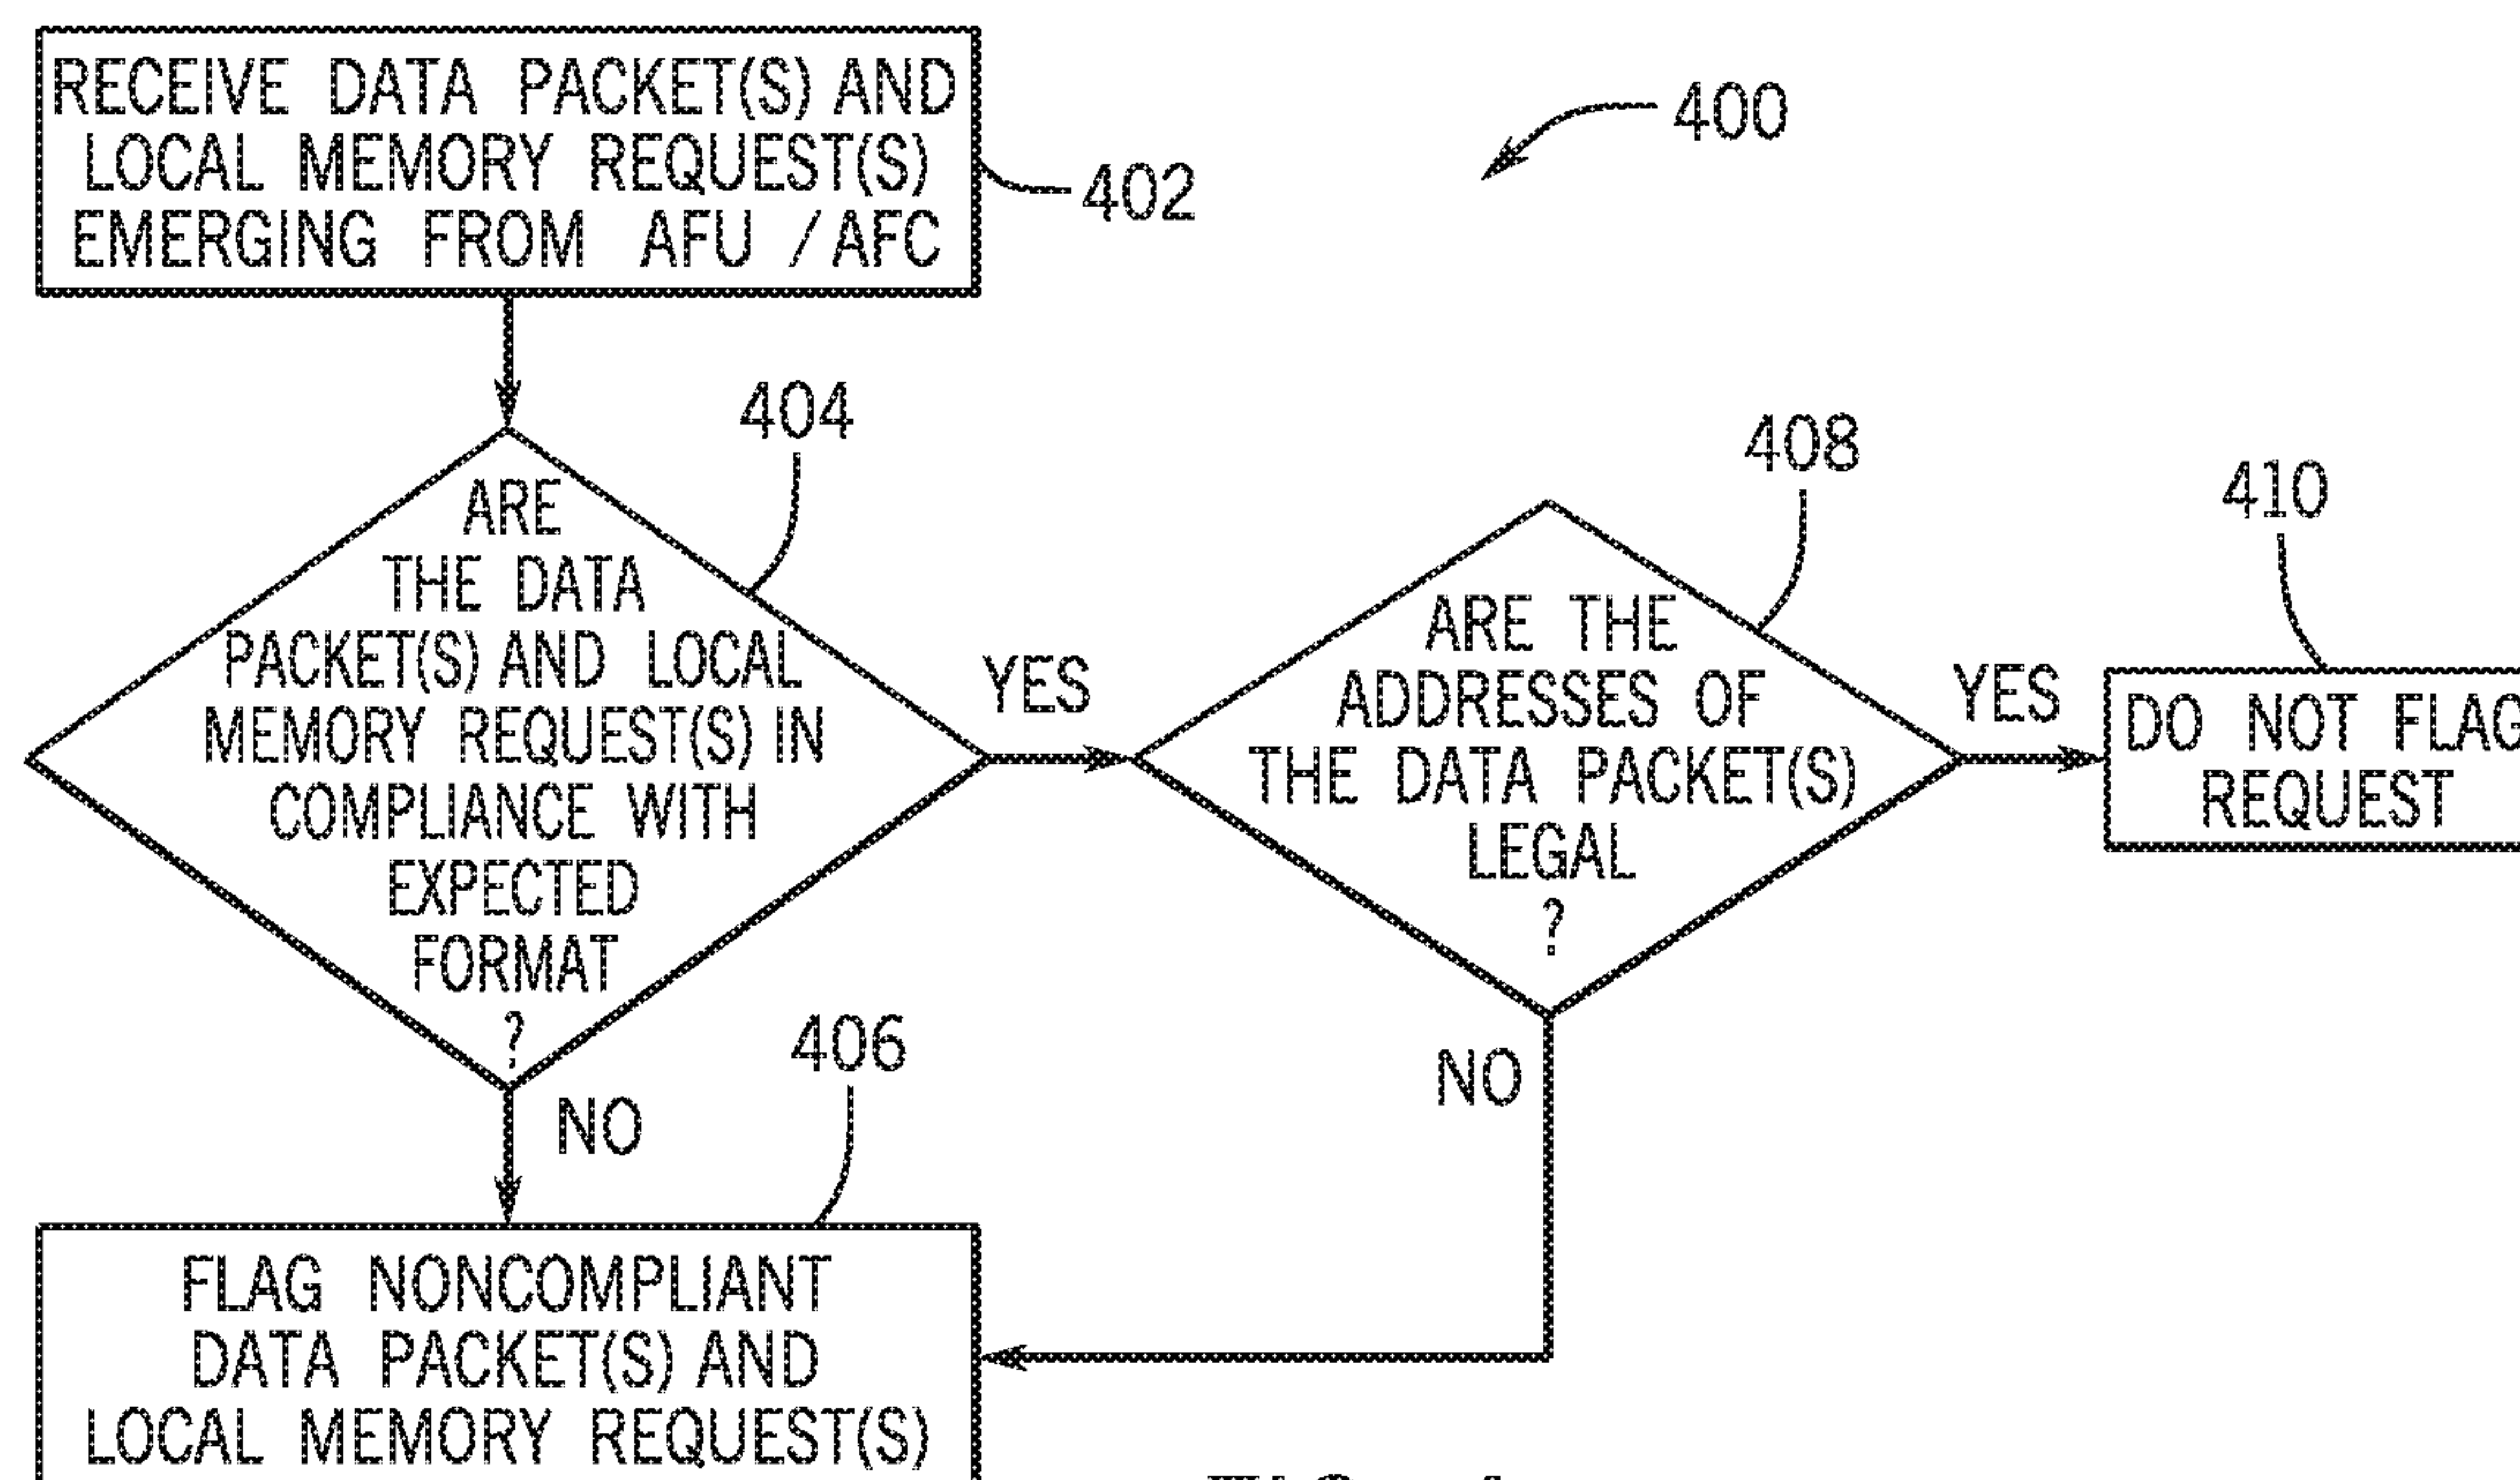 RECEIVE DATA PACKET(S) AND
LOCAL MEMORY REQUEST(S)
EMERGING FROM AFU / AFC
402
400
404
ARE
THE DATA
PACKET(S) AND LOCAL
MEMORY REQUEST(S) IN
COMPLIANCE WITH
EXPECTED
FORMAT
?
YES
NO
408
ARE THE
ADDRESSES OF
THE DATA PACKET(S)
LEGAL
?
YES
NO
410
DO NOT FLAG
REQUEST
406
FLAG NONCOMPLIANT
DATA PACKET(S) AND
LOCAL MEMORY REQUEST(S)